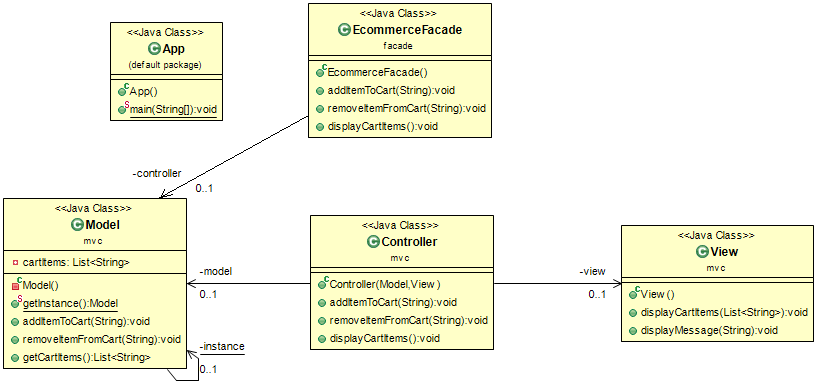 <<Java Class>>
App
(default package)
App()
main(String[]):void
<<Java Class>>
EcommerceFacade
facade
EcommerceFacade()
addItemToCart(String):void
removeItemFromCart(String):void
displayCartItems():void
-controller
0..1
<<Java Class>>
Model
mvc
cartItems: List<String>
Model()
getInstance():Model
addItemToCart(String):void
removeItemFromCart(String):void
getCartItems():List<String>
-instance
0..1
-model
0..1
<<Java Class>>
Controller
mvc
Controller(Model,View)
addItemToCart(String):void
removeItemFromCart(String):void
displayCartItems():void
-view
0..1
<<Java Class>>
View
mvc
View()
displayCartItems(List<String>):void
displayMessage(String):void